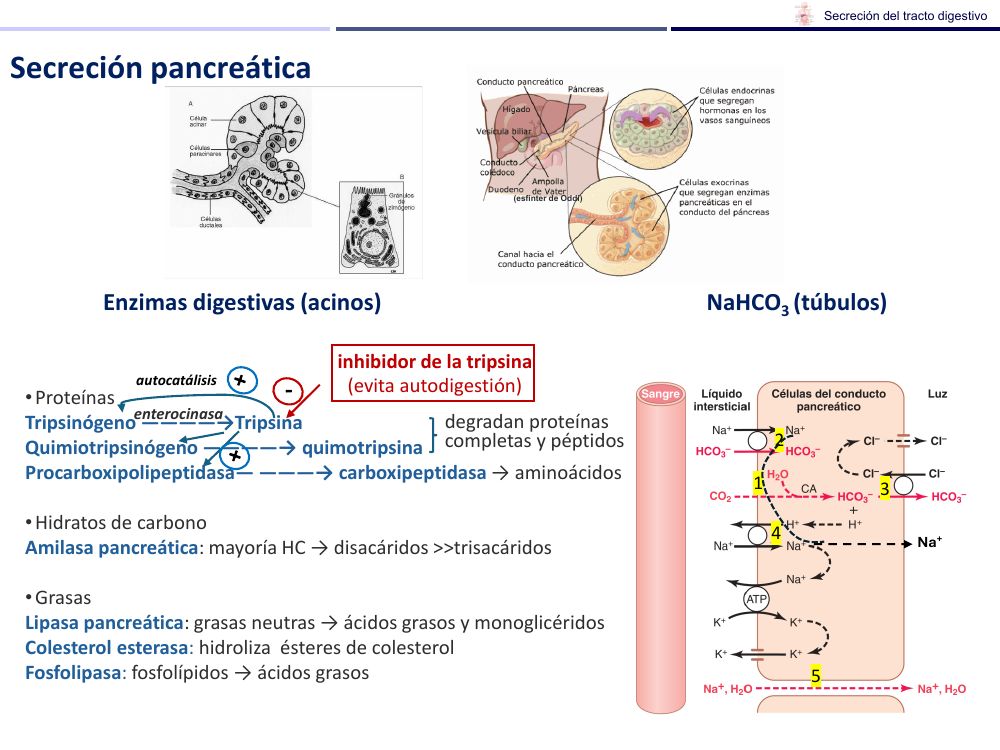 Secreción del tracto digestivo
Secreción pancreática
A
Célula
acinar
Células
paracinares
Células
ductales
B
Gránulos
de
zimógeno
Conducto pancreático
Páncreas
Hígado
Vesícula biliar
Conducto
colédoco
Duodeno
Ampolla
de Vater
(esfinter de Oddi)
Canal hacia el
conducto pancreático
Células endocrinas
que segregan
hormonas en los
vasos sanguíneos
Células exocrinas
que segregan enzimas
pancreáticas en el
conducto del páncreas
Enzimas digestivas (acinos)
NaHCO3 (túbulos)
inhibidor de la tripsina
(evita autodigestión)
autocatálisis
+
-
• Proteínas
Tripsinógeno enterocinasa Tripsina
Quimiotripsinógeno → quimotripsina
+
Procarboxipolipeptidasa → carboxipeptidasa → aminoácidos
degradan proteínas
completas y péptidos
• Hidratos de carbono
Amilasa pancreática: mayoría HC → disacáridos >>trisacáridos
• Grasas
Lipasa pancreática: grasas neutras → ácidos grasos y monoglicéridos
Colesterol esterasa: hidroliza ésteres de colesterol
Fosfolipasa: fosfolípidos → ácidos grasos
Sangre
Líquido
intersticial
Células del conducto
pancreático
Luz
Na⁺ Na⁺
2
HCO₃⁻ HCO₃⁻
Cl⁻ Cl⁻
1
H₂O
Cl⁻ Cl⁻
3
CO₂ CA HCO₃⁻ HCO₃⁻
+
H⁺ H⁺
4
Na⁺ Na⁺ Na⁺
Na⁺
ATP
K⁺ K⁺
K⁺ K⁺
5
Na⁺, H₂O Na⁺, H₂O